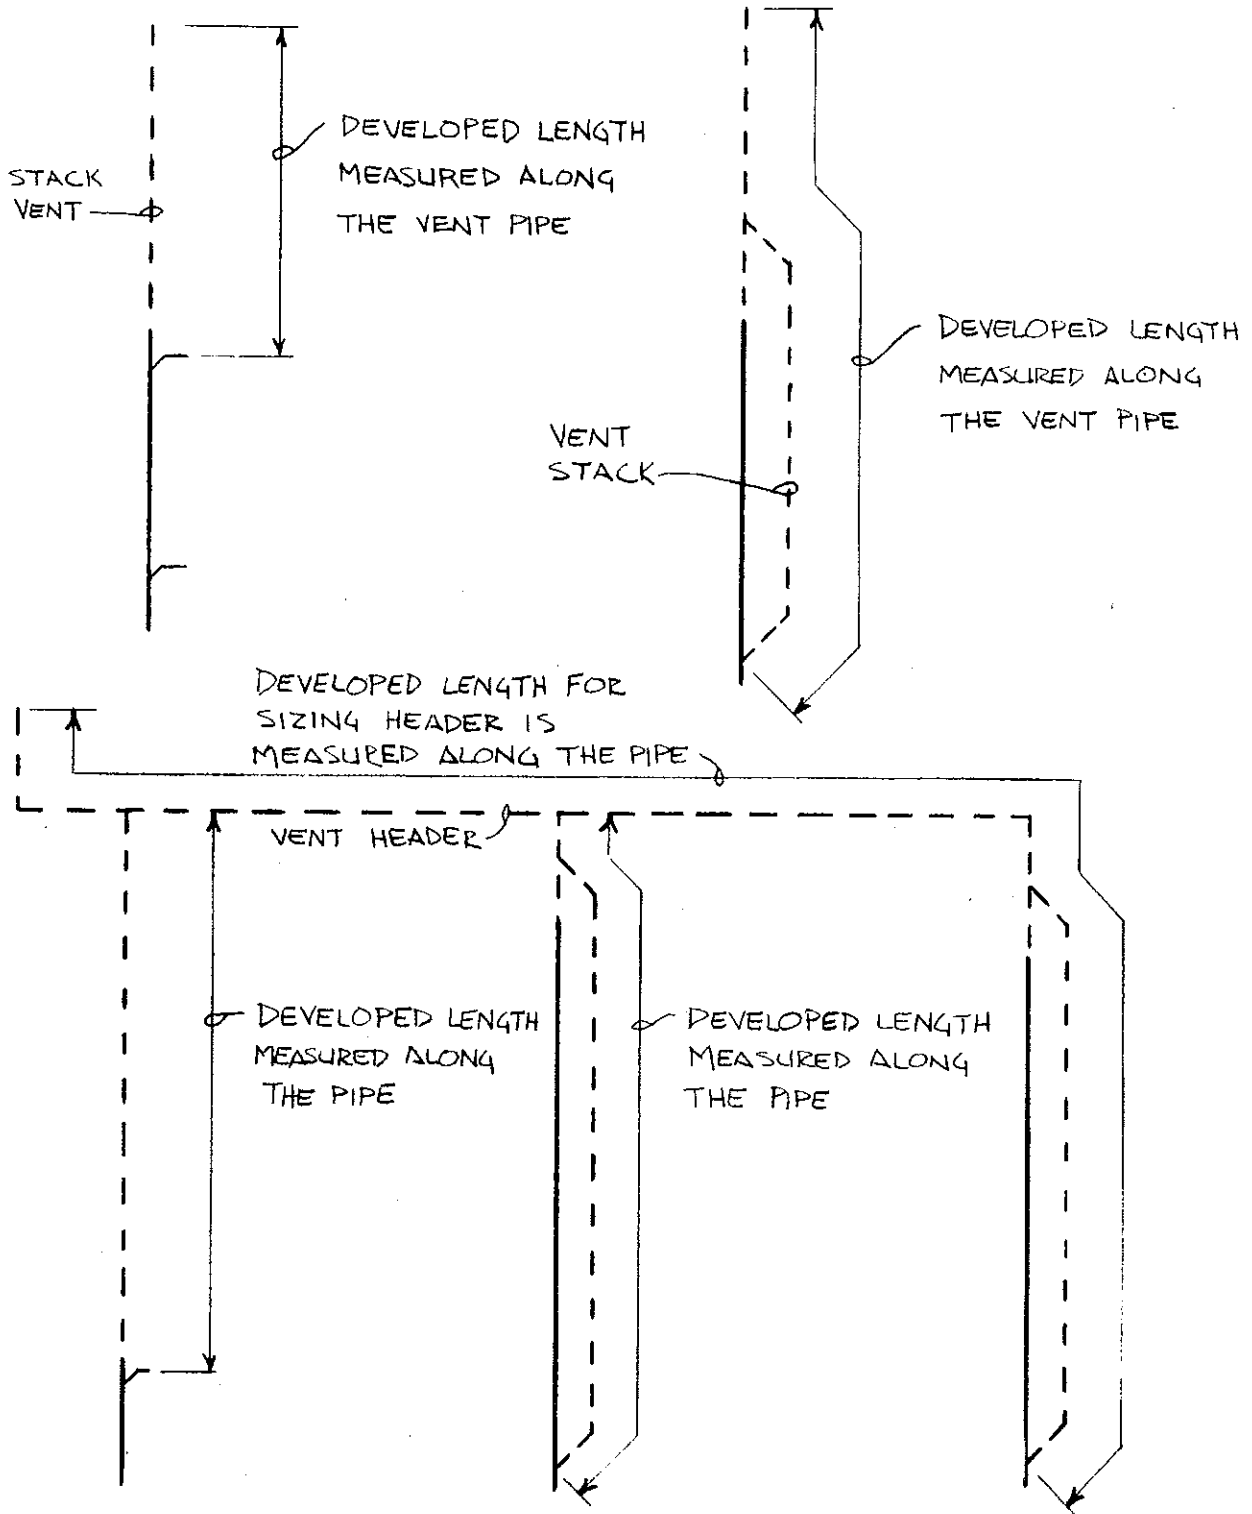 STACK
VENT
DEVELOPED LENGTH
MEASURED ALONG
THE VENT PIPE
DEVELOPED LENGTH
MEASURED ALONG
THE VENT PIPE
VENT
STACK
DEVELOPED LENGTH FOR
SIZING HEADER IS
MEASURED ALONG THE PIPE
VENT HEADER
DEVELOPED LENGTH
MEASURED ALONG
THE PIPE
DEVELOPED LENGTH
MEASURED ALONG
THE PIPE